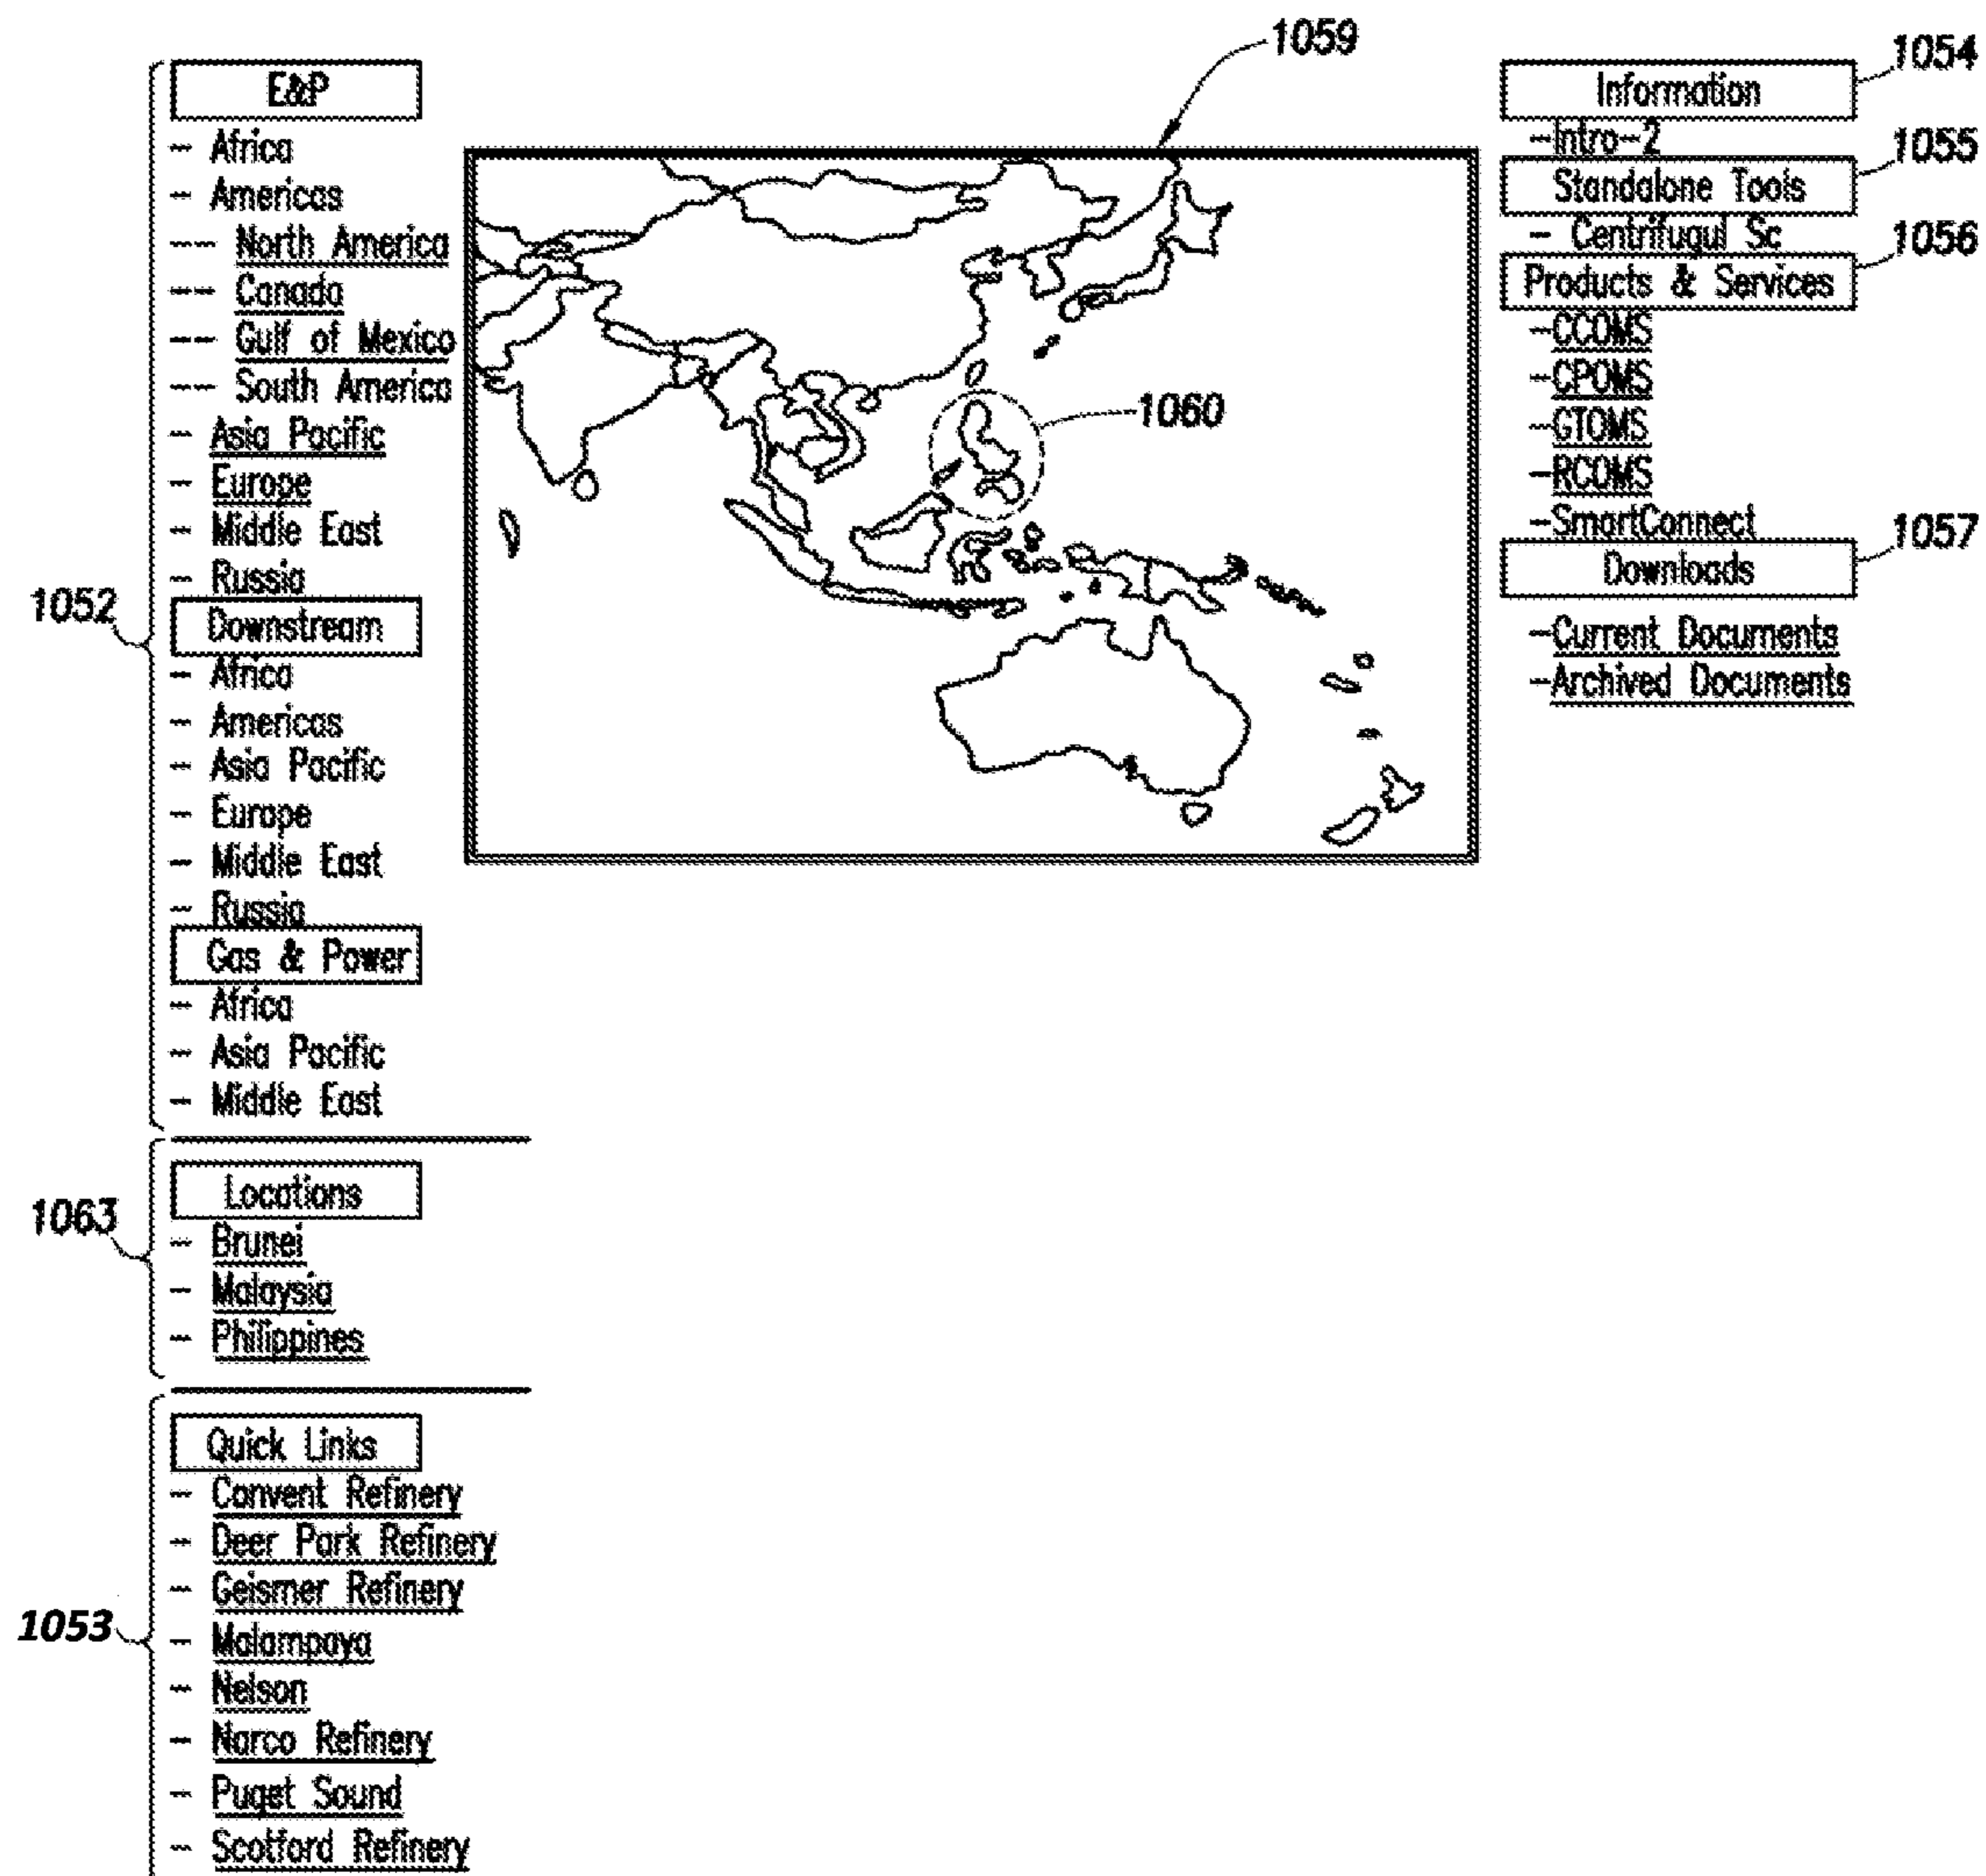 1059
1054
E&P
Information
- Africa
-Intro-2
1055
- Americas
Standalone Tools
-- North America
- Centrifugul Sc
1056
-- Canada
Products & Services
-- Gulf of Mexico
-CCOMS
-- South America
-CPOMS
1060
- Asia Pacific
-GTOMS
- Europe
-RCOMS
- Middle East
-SmartConnect
1057
- Russia
Downloads
1052
Downstream
-Current Documents
- Africa
-Archived Documents
- Americas
- Asia Pacific
- Europe
- Middle East
- Russia
Gas & Power
- Africa
- Asia Pacific
- Middle East
1063
Locations
- Brunei
- Malaysia
- Philippines
Quick Links
- Convent Refinery
- Deer Park Refinery
- Geismer Refinery
1053
- Malampaya
- Nelson
- Norco Refinery
- Puget Sound
- Scotford Refinery